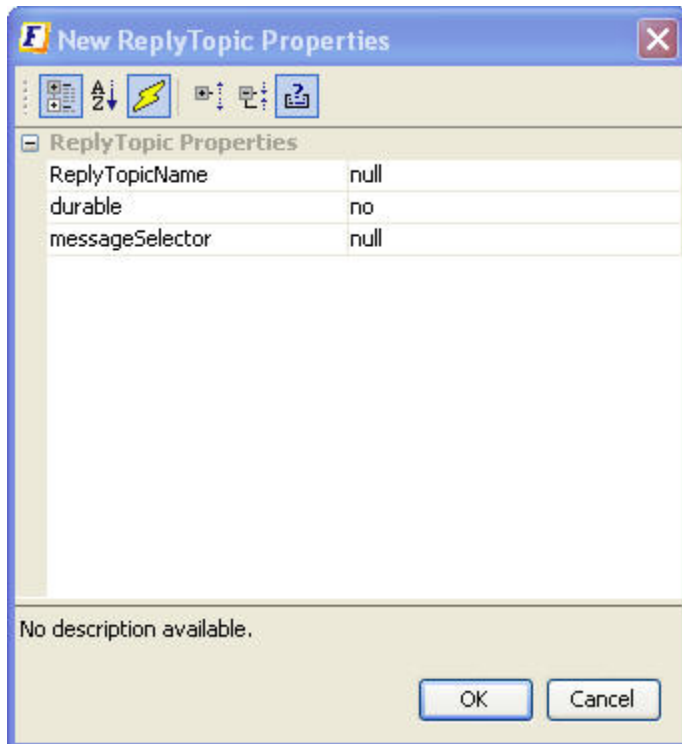 New ReplyTopic Properties
ReplyTopic Properties
ReplyTopicName null
durable no
messageSelector null
No description available.
OK Cancel